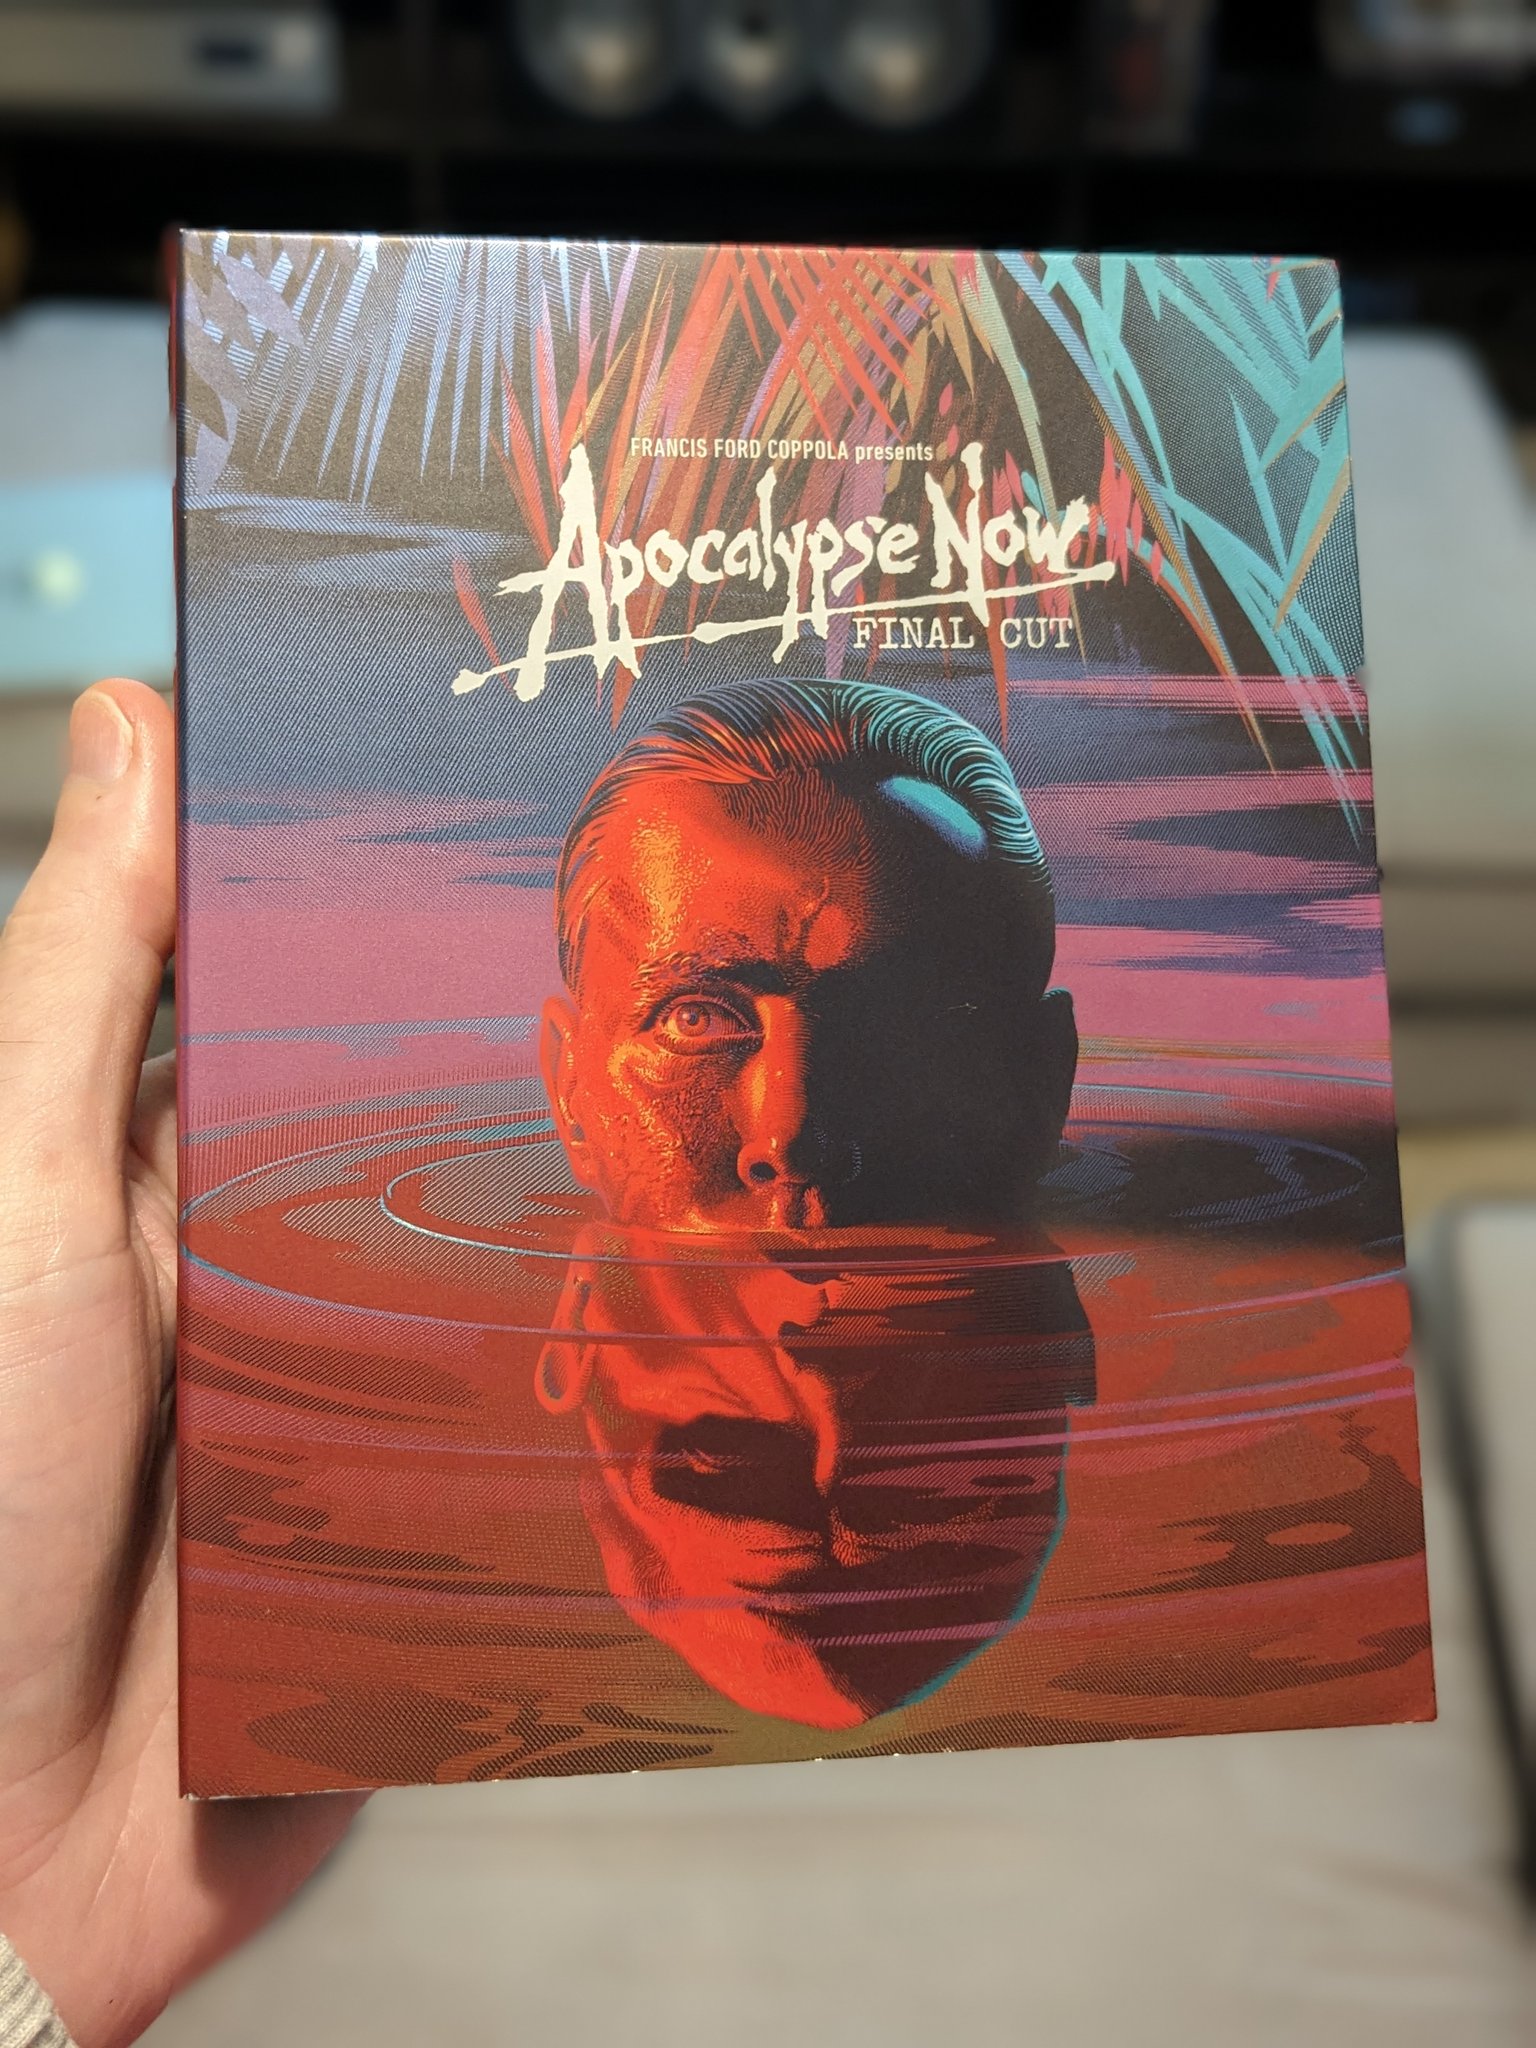 FRANCIS FORD COPPOLA presents
Apocalypse Now
FINAL CUT